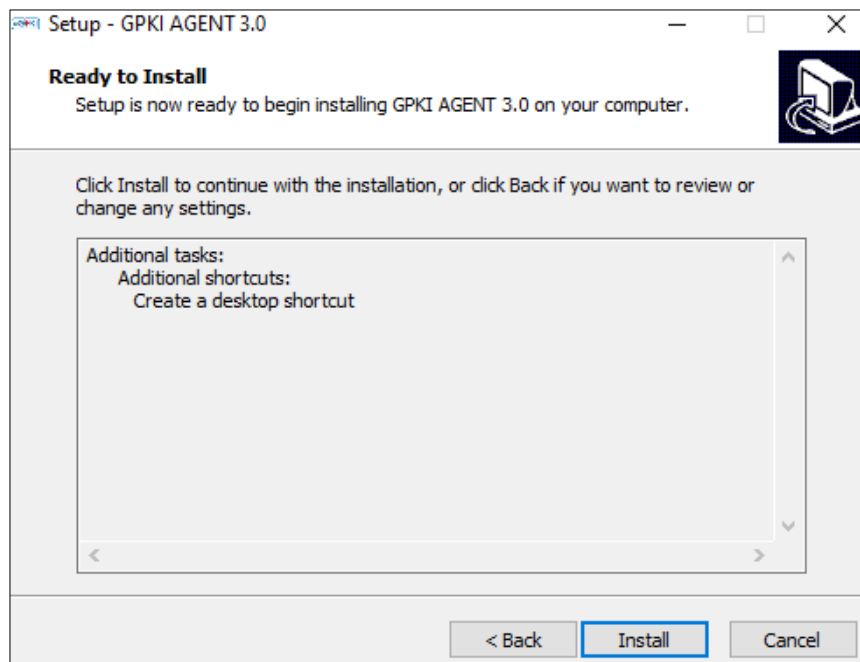 Setup - GPKI AGENT 3.0
Ready to Install
Setup is now ready to begin installing GPKI AGENT 3.0 on your computer.
Click Install to continue with the installation, or click Back if you want to review or
change any settings.
Additional tasks:
Additional shortcuts:
Create a desktop shortcut
< Back
Install
Cancel